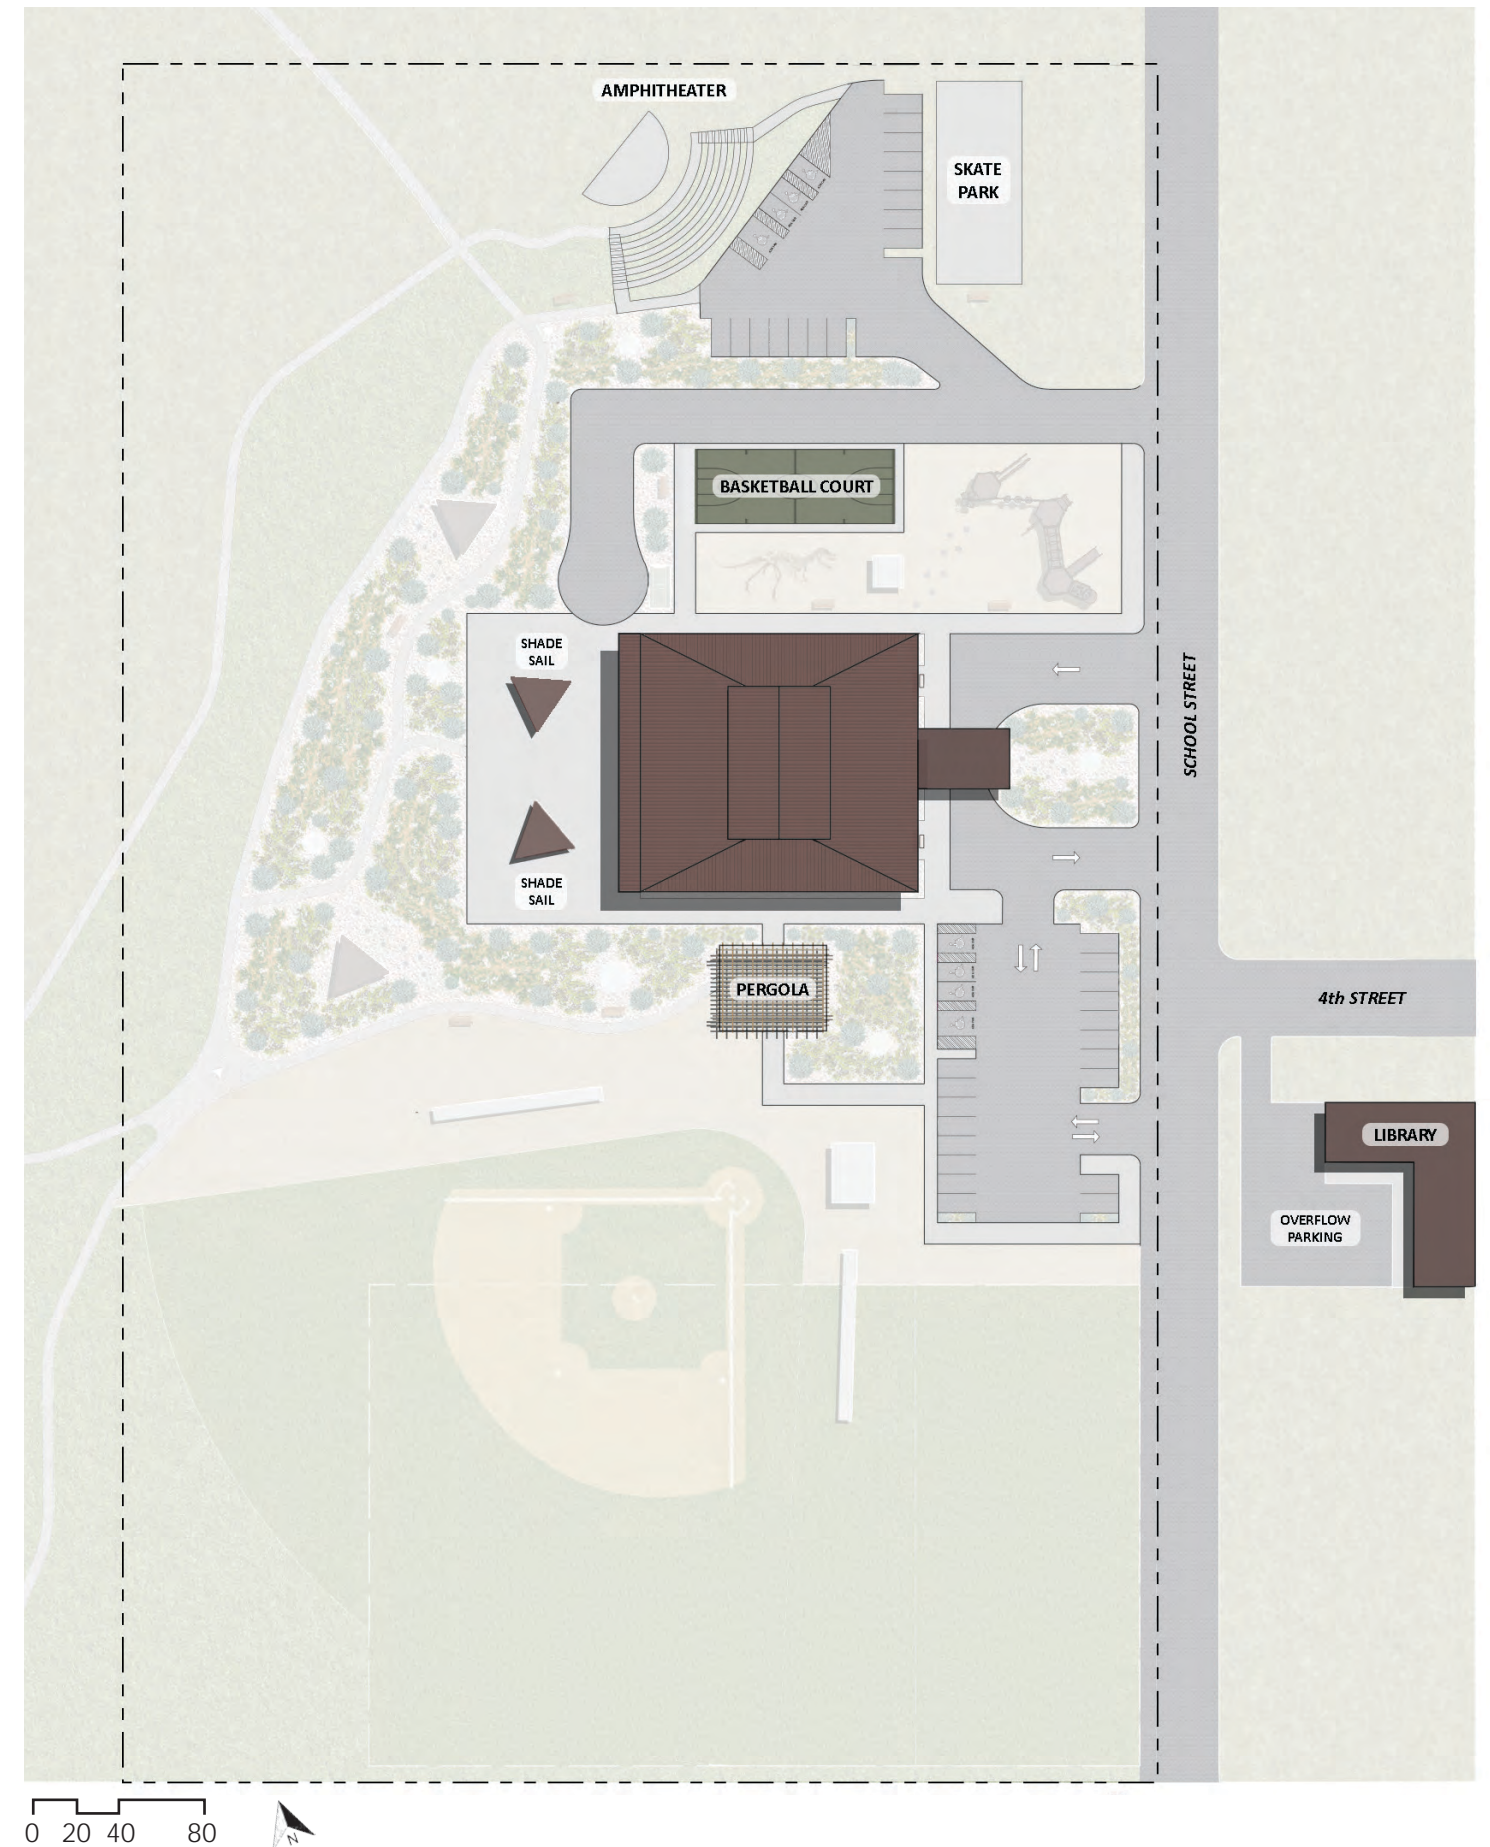 AMPHITHEATER
SKATE
PARK
BASKETBALL COURT
SHADE
SAIL
SCHOOL STREET
SHADE
SAIL
PERGOLA
4th STREET
LIBRARY
OVERFLOW
PARKING
0 20 40 80
N